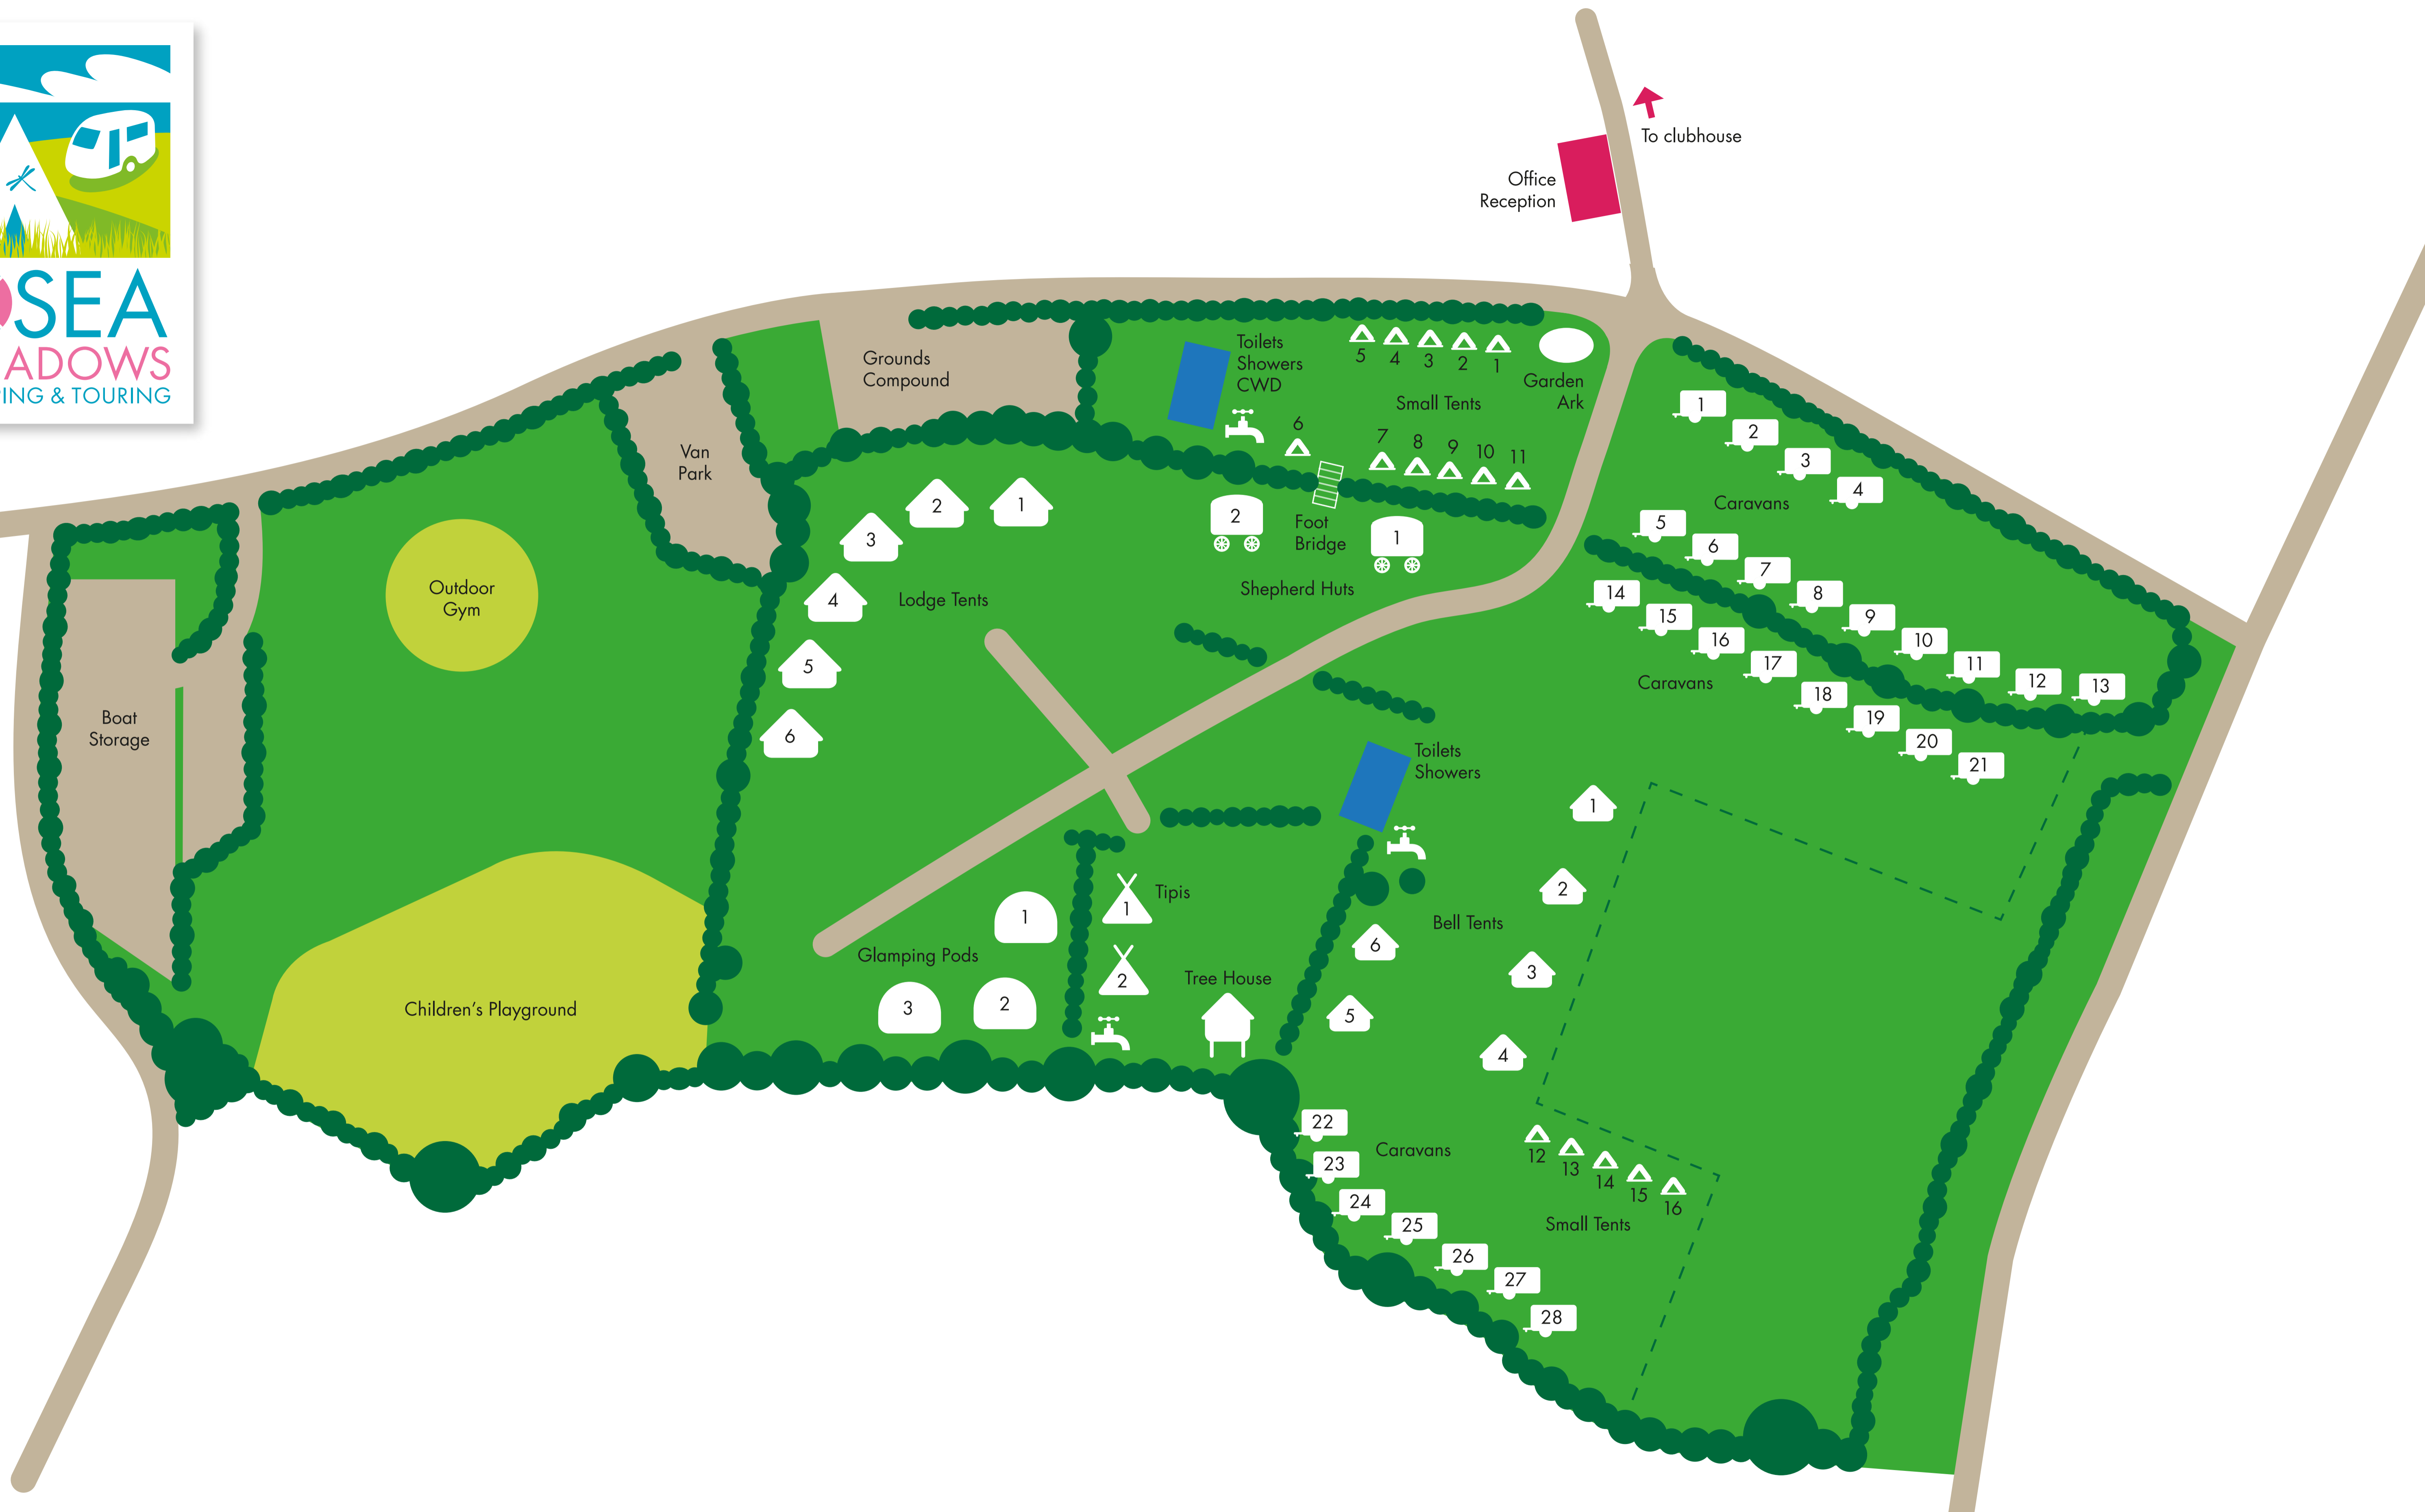 SEA
ADOWS
ING & TOURING
To clubhouse
Office
Reception
Grounds
Compound
Toilets
Showers
CWD
5
4
3
2
1
Small Tents
Garden
Ark
6
7
8
9
10
11
Van
Park
1
2
3
4
Caravans
5
6
7
8
9
10
11
12
13
14
15
16
17
18
19
20
21
Caravans
2
Foot
Bridge
1
Shepherd Huts
1
2
3
4
5
6
Lodge Tents
Outdoor
Gym
Boat
Storage
Toilets
Showers
1
2
3
4
5
6
Bell Tents
Tipis
1
2
Tree House
Glamping Pods
1
2
3
Children's Playground
22
23
24
25
26
27
28
Caravans
12
13
14
15
16
Small Tents